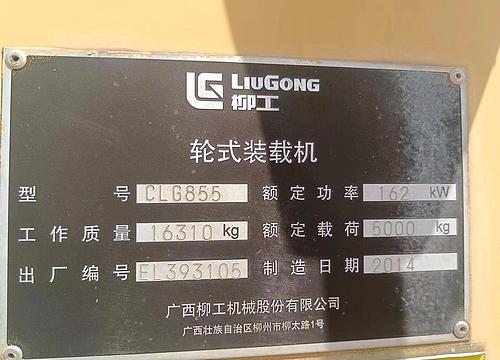 LG LIUGONG
柳工
轮式装载机
型号 CLG855 额定功率 162 kW
工作质量 16310 kg 额定载荷 5000 kg
出厂编号 EL393105 制造日期 2014
广西柳工机械股份有限公司
广西壮族自治区柳州市柳太路1号